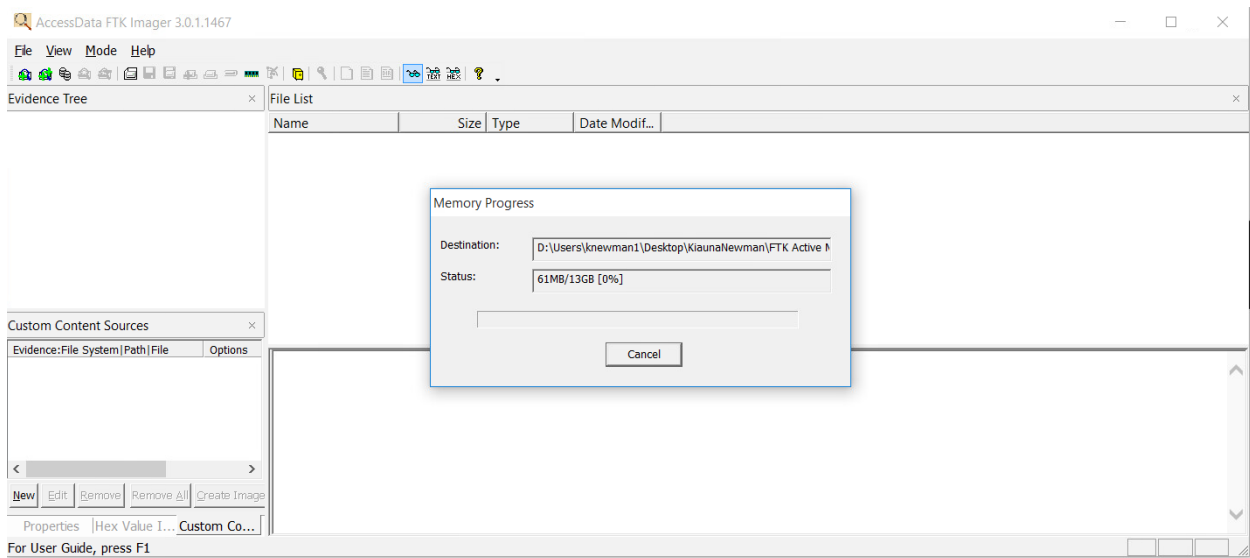 AccessData FTK Imager 3.0.1.1467
File View Mode Help
Evidence Tree
File List
Name Size Type Date Modif...
Memory Progress
Destination: D:\Users\knewman1\Desktop\KiaunaNewman\FTK Active M
Status: 61MB/13GB [0%]
Cancel
Custom Content Sources
Evidence:File System|Path|File Options
New Edit Remove Remove All Create Image
Properties Hex Value I... Custom Co...
For User Guide, press F1